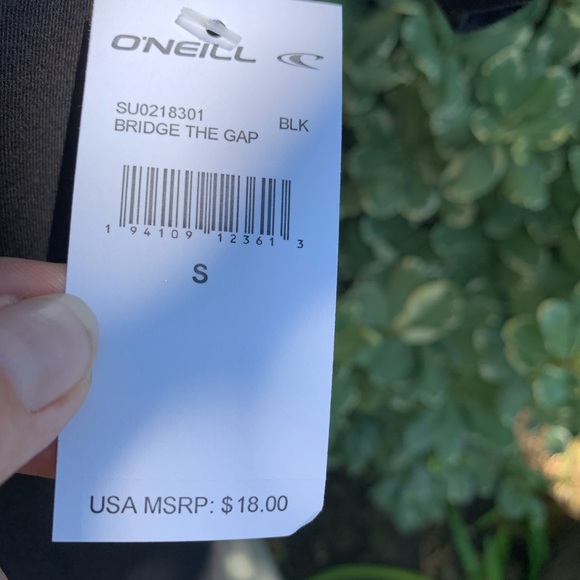 O'NEILL
SU0218301
BRIDGE THE GAP BLK
1 94109 12361 3
S
USA MSRP: $18.00